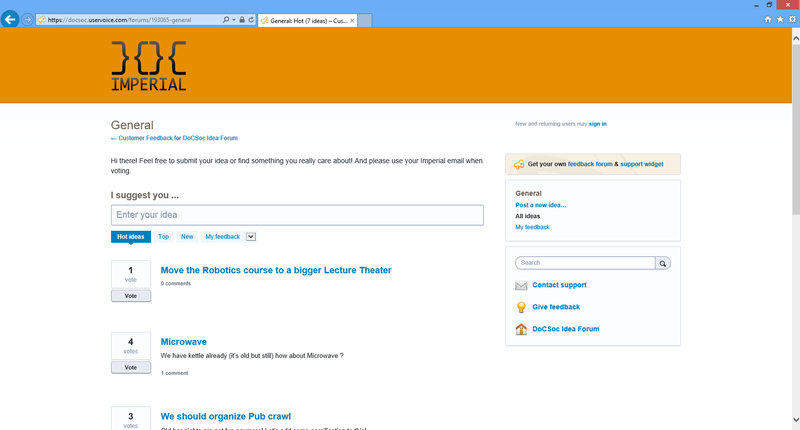 https://docsoc.uservoice.com/forums/193065-general
General: Hot (7 ideas) – Cus...
}{}{
IMPERIAL
General
← Customer Feedback for DoCSoc Idea Forum
New and returning users may sign in
Hi there! Feel free to submit your idea or find something you really care about! And please use your Imperial email when
voting.
I suggest you ...
Enter your idea
Hot ideas Top New My feedback
1
vote
Vote
Move the Robotics course to a bigger Lecture Theater
0 comments
4
votes
Vote
Microwave
We have kettle already (it's old but still) how about Microwave ?
1 comment
3
votes
We should organize Pub crawl
Get your own feedback forum & support widget
General
Post a new idea…
All ideas
My feedback
Search
Contact support
Give feedback
DoCSoc Idea Forum